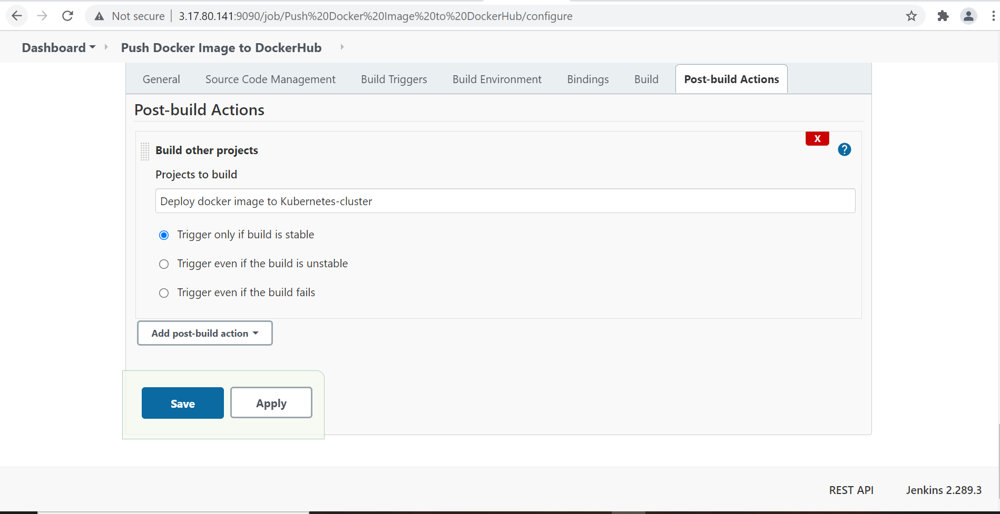 Not secure | 3.17.80.141:9090/job/Push%20Docker%20Image%20to%20DockerHub/configure
Dashboard Push Docker Image to DockerHub
General Source Code Management Build Triggers Build Environment Bindings Build Post-build Actions
Post-build Actions
X
Build other projects ?
Projects to build
Deploy docker image to Kubernetes-cluster
Trigger only if build is stable
Trigger even if the build is unstable
Trigger even if the build fails
Add post-build action
Save Apply
REST API Jenkins 2.289.3